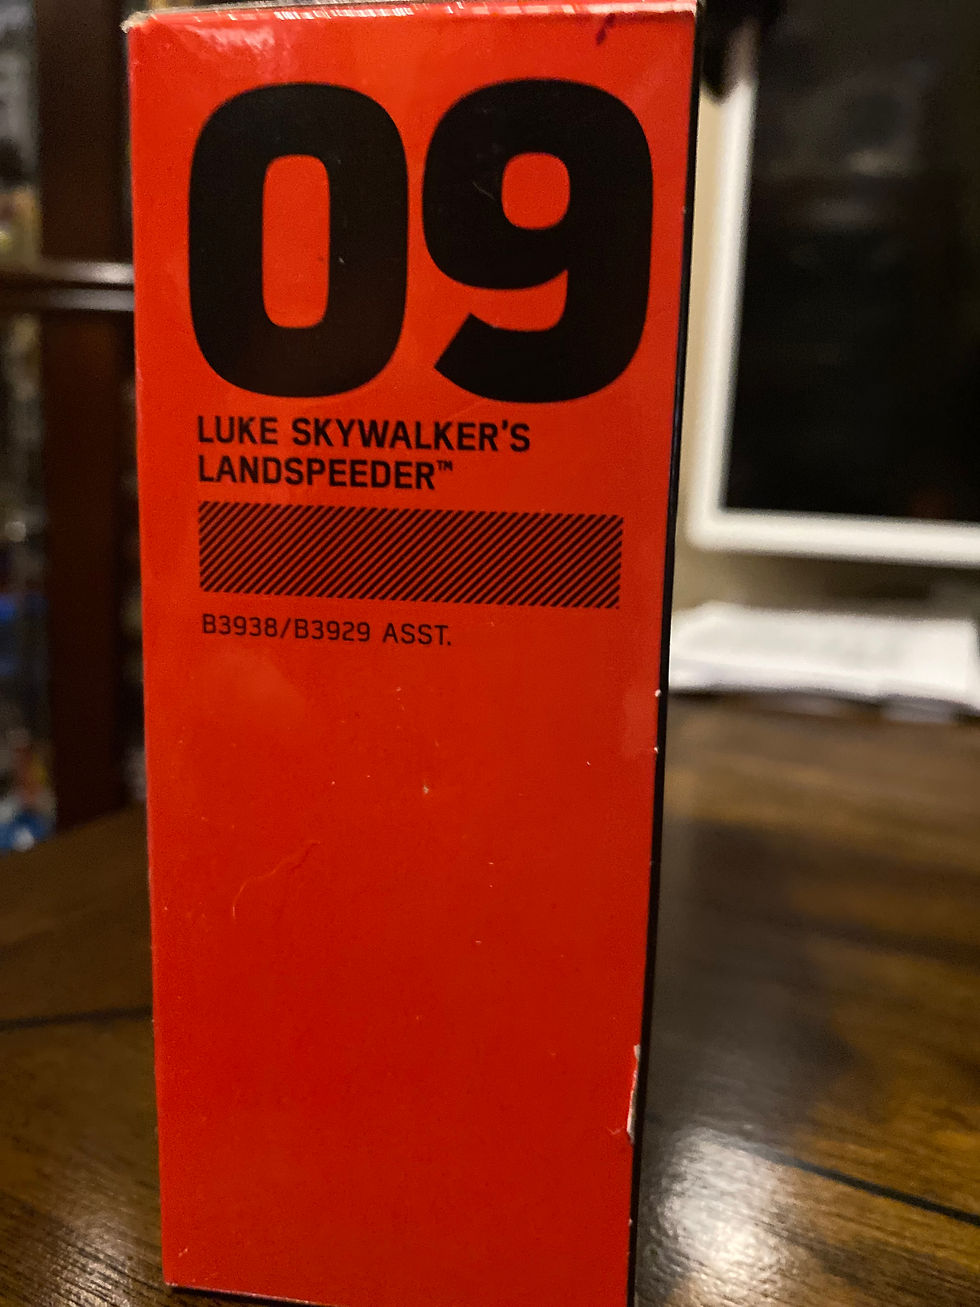 09
LUKE SKYWALKER'S
LANDSPEEDER™
B3938/B3929 ASST.